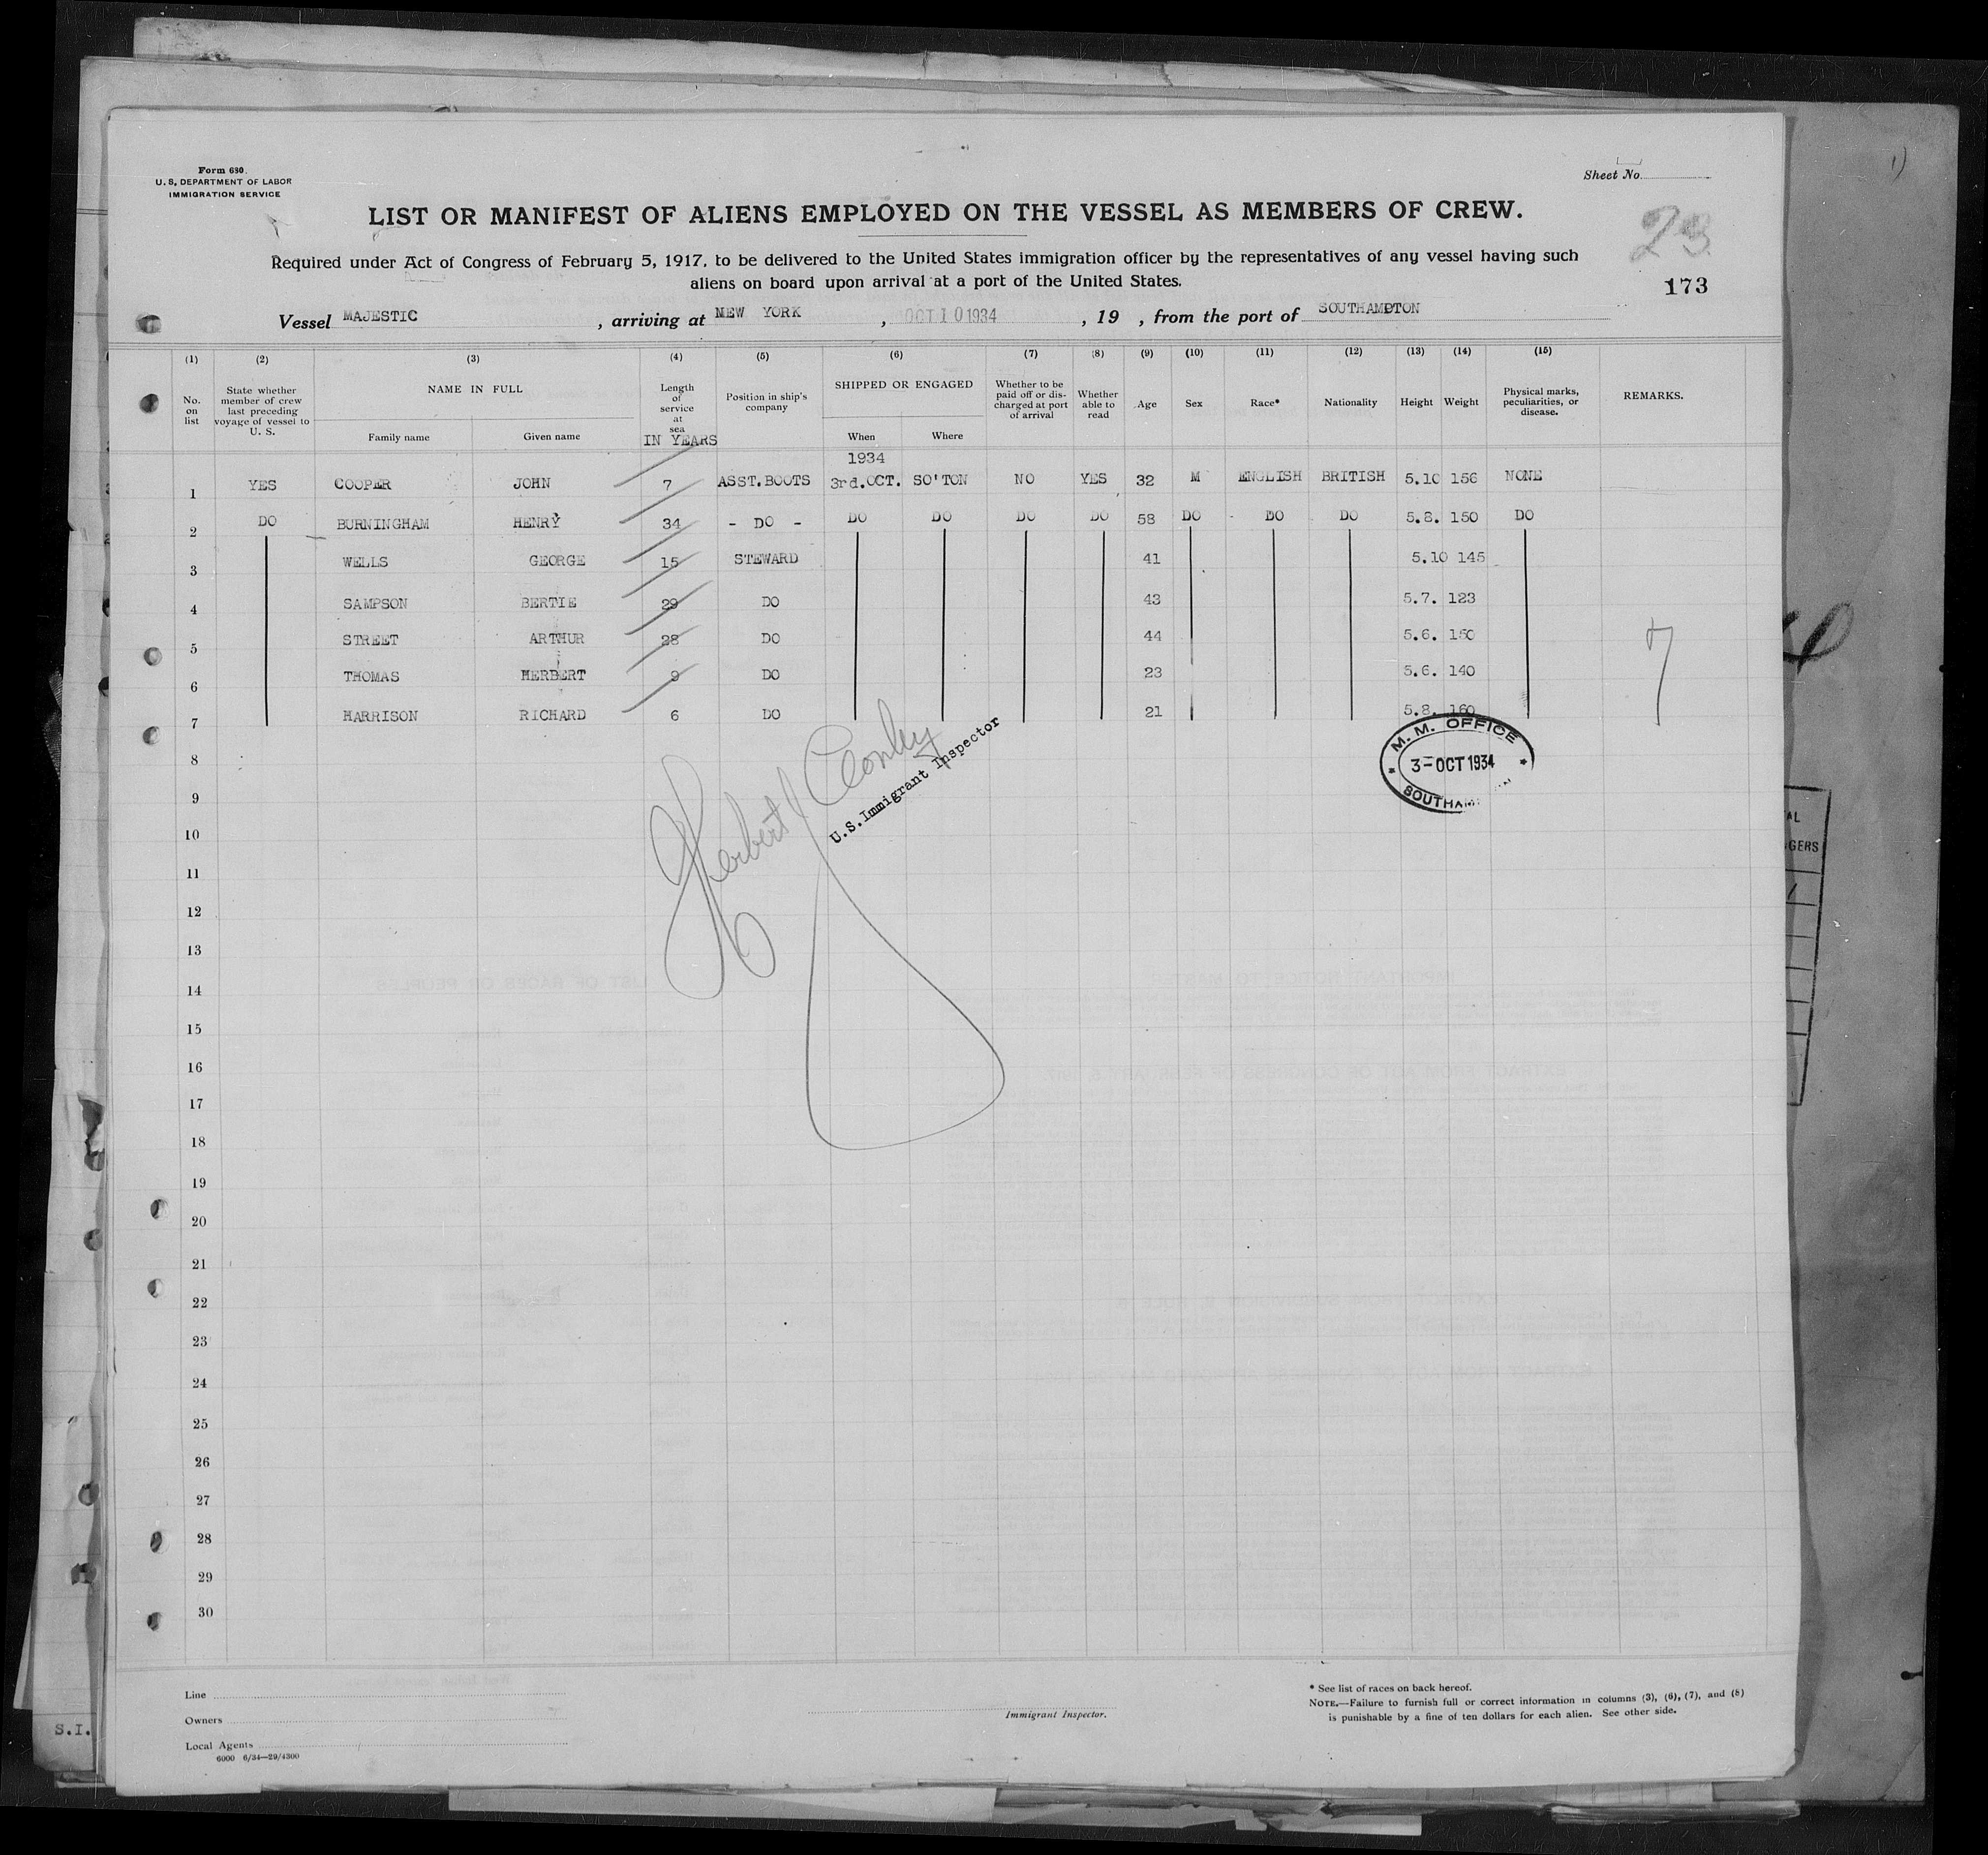 Form 680.
U. S. DEPARTMENT OF LABOR
IMMIGRATION SERVICE
Sheet No.
LIST OR MANIFEST OF ALIENS EMPLOYED ON THE VESSEL AS MEMBERS OF CREW.
23
Required under Act of Congress of February 5, 1917, to be delivered to the United States immigration officer by the representatives of any vessel having such
aliens on board upon arrival at a port of the United States.
173
Vessel MAJESTIC , arriving at NEW YORK , OCT 10 1934 , 19 , from the port of SOUTHAMPTON
(1) (2) (3) (4) (5) (6) (7) (8) (9) (10) (11) (12) (13) (14) (15)
No. on list
State whether member of crew last preceding voyage of vessel to U. S.
NAME IN FULL
Family name Given name
Length of service at sea
IN YEARS
Position in ship's company
SHIPPED OR ENGAGED
When Where
Whether to be paid off or discharged at port of arrival
Whether able to read
Age
Sex
Race*
Nationality
Height
Weight
Physical marks, peculiarities, or disease.
REMARKS.
1934
1 YES COOPER JOHN 7 ASST.BOOTS 3rd.OCT. SO'TON NO YES 32 M ENGLISH BRITISH 5.10 156 NONE
2 DO BURNINGHAM HENRY 34 - DO - DO DO DO DO 58 DO DO DO 5.8. 150 DO
3 WELLS GEORGE 15 STEWARD 41 5.10 145
4 SAMPSON BERTIE 29 DO 43 5.7. 123
5 STREET ARTHUR 28 DO 44 5.6. 150
6 THOMAS HERBERT 9 DO 23 5.6. 140
7 HARRISON RICHARD 6 DO 21 5.8. 160
7
M. M. OFFICE
3-OCT 1934
Herbert
U.S. Immigrant Inspector
8
9
10
11
12
13
14
15
16
17
18
19
20
21
22
23
24
25
26
27
28
29
30
Line
Owners
Local Agents
6000 6/34—29/4300
Immigrant Inspector.
* See list of races on back hereof.
NOTE.—Failure to furnish full or correct information in columns (3), (6), (7), and (8)
is punishable by a fine of ten dollars for each alien. See other side.
S.I.
GERS